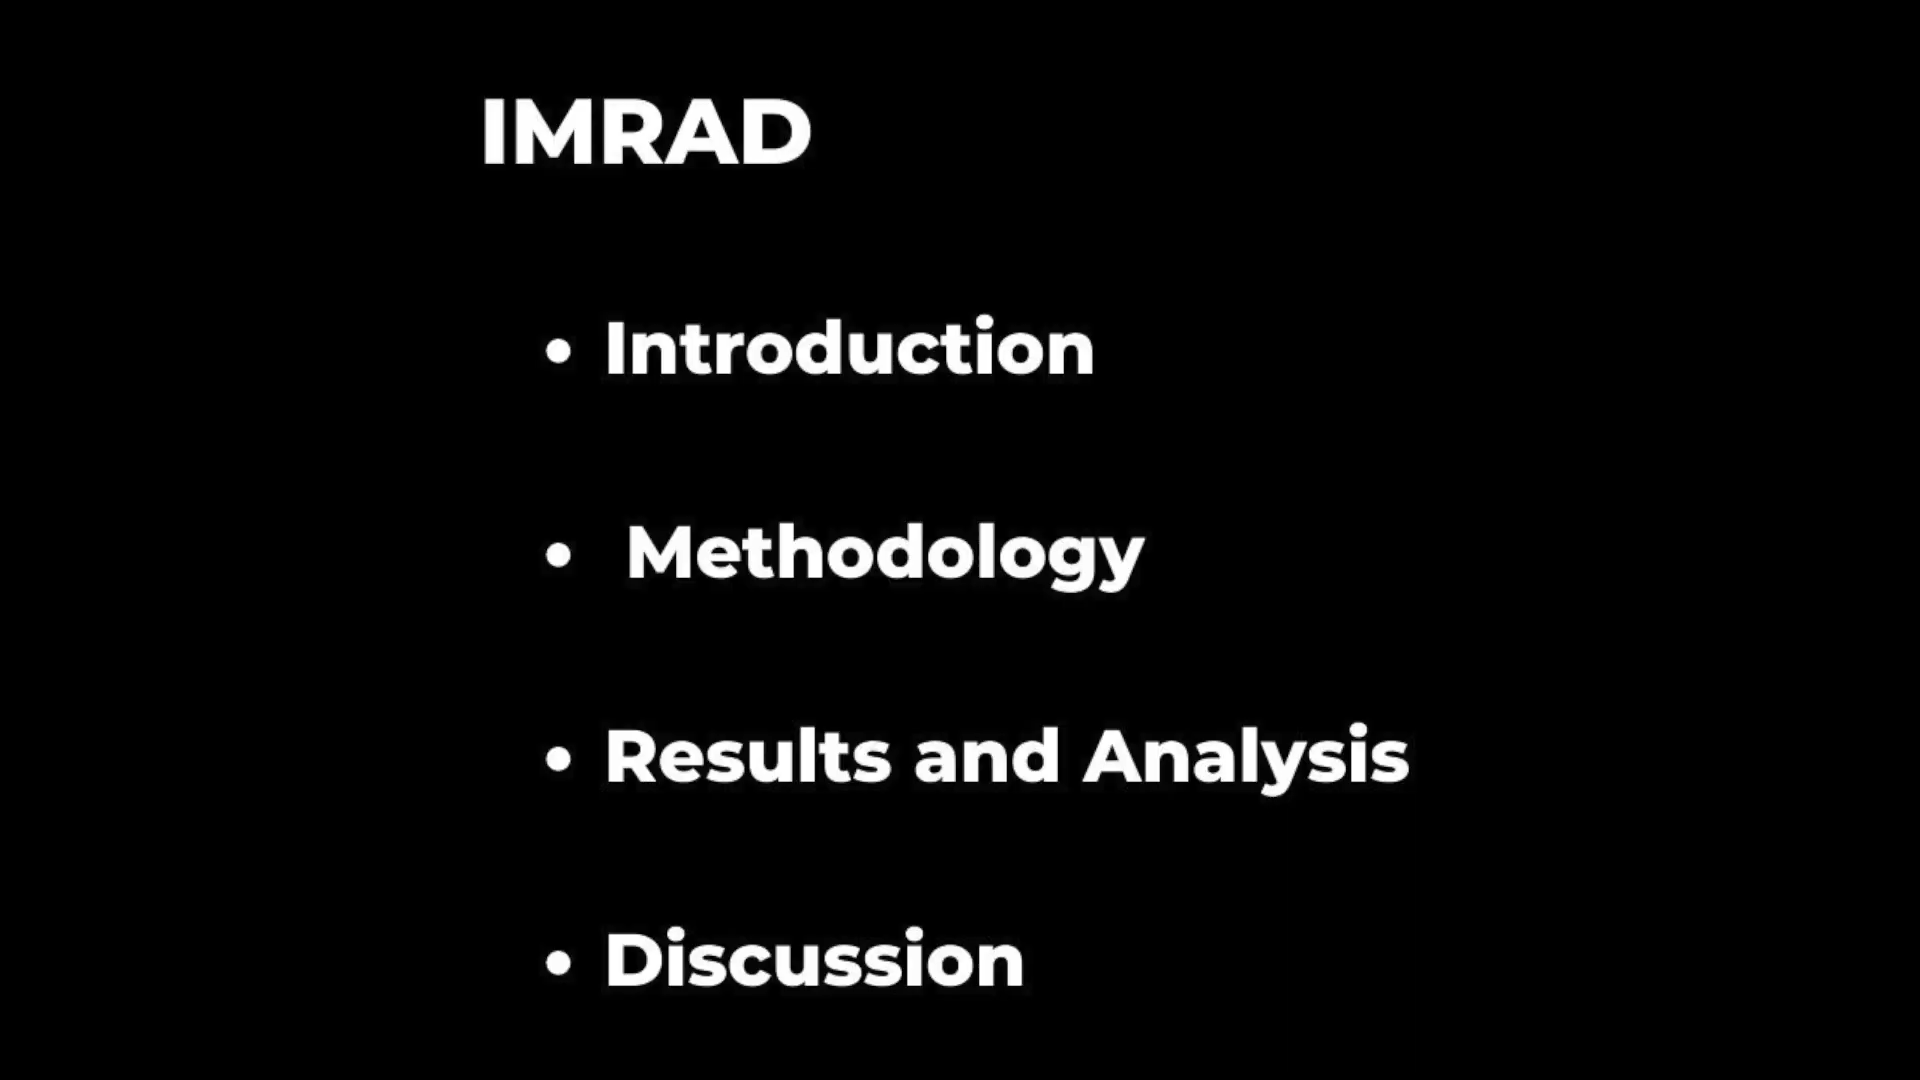 IMRAD
• Introduction
• Methodology
• Results and Analysis
• Discussion